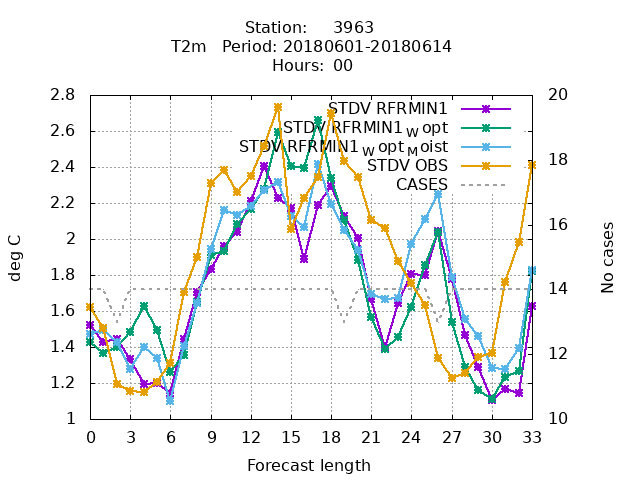 Station: 3963
T2m Period: 20180601-20180614
Hours: 00
2.8
2.6
2.4
2.2
2
1.8
1.6
1.4
1.2
1
deg C
STDV RFRMIN1
STDV RFRMIN1 W opt
STDV RFRMIN1 W opt M oist
STDV OBS
CASES
20
18
16
14
12
10
No cases
0 3 6 9 12 15 18 21 24 27 30 33
Forecast length